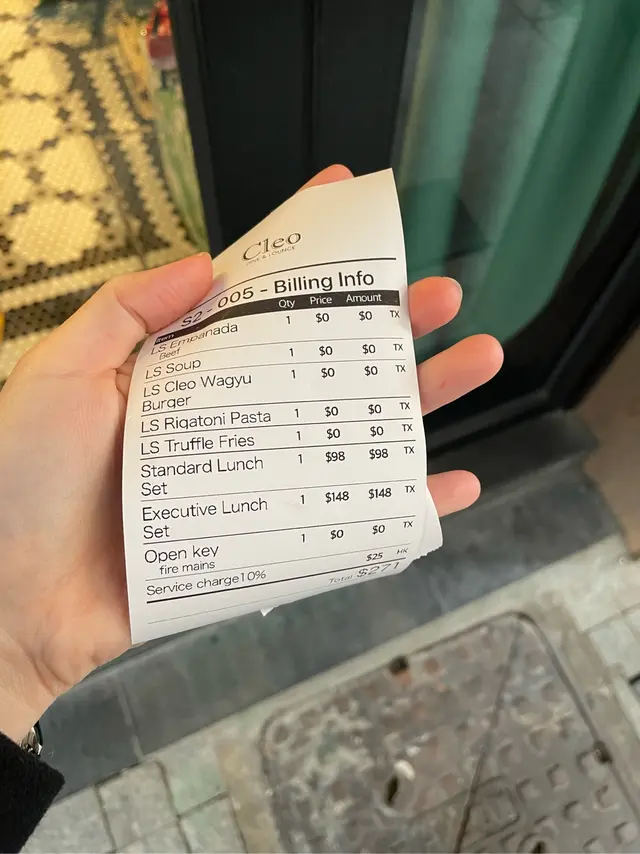 Cleo
S2 - 005 - Billing Info
Item Qty Price Amount
LS Empanada 1 $0 $0 TX
Beef
LS Soup 1 $0 $0 TX
LS Cleo Wagyu 1 $0 $0 TX
Burger
LS Rigatoni Pasta 1 $0 $0 TX
LS Truffle Fries 1 $0 $0 TX
Standard Lunch 1 $98 $98 TX
Set
Executive Lunch 1 $148 $148 TX
Set
Open key 1 $0 $0 TX
fire mains
Service charge10% $25 HK
Total $271